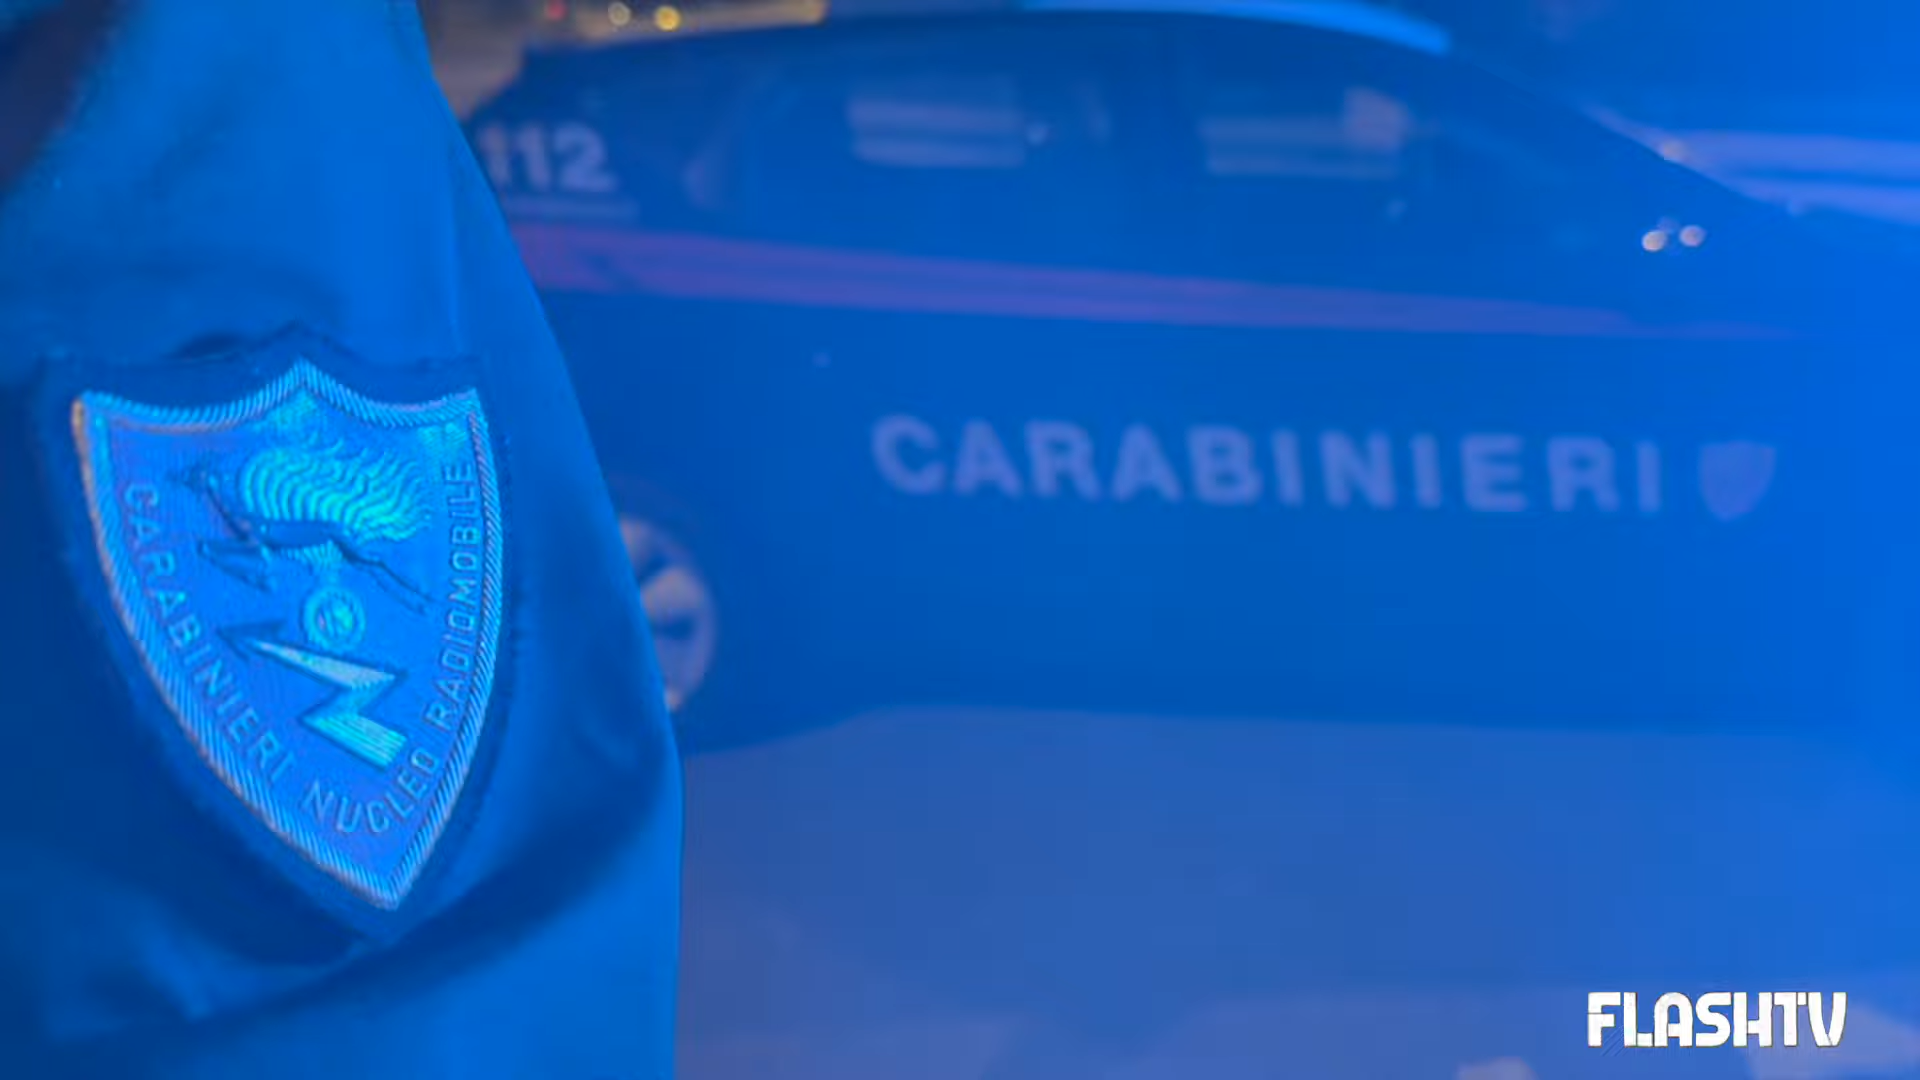 112
CARABINIERI
CARABINIERI NUCLEO RADIOMOBILE
FLASHTV